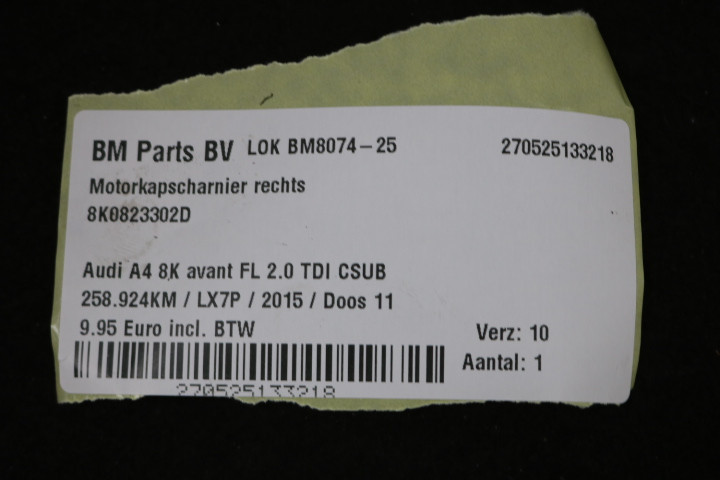 BM Parts BV LOK BM8074-25 270525133218
Motorkapscharnier rechts
8K0823302D
Audi A4 8K avant FL 2.0 TDI CSUB
258.924KM / LX7P / 2015 / Doos 11
9.95 Euro incl. BTW Verz: 10
Aantal: 1
270525133218